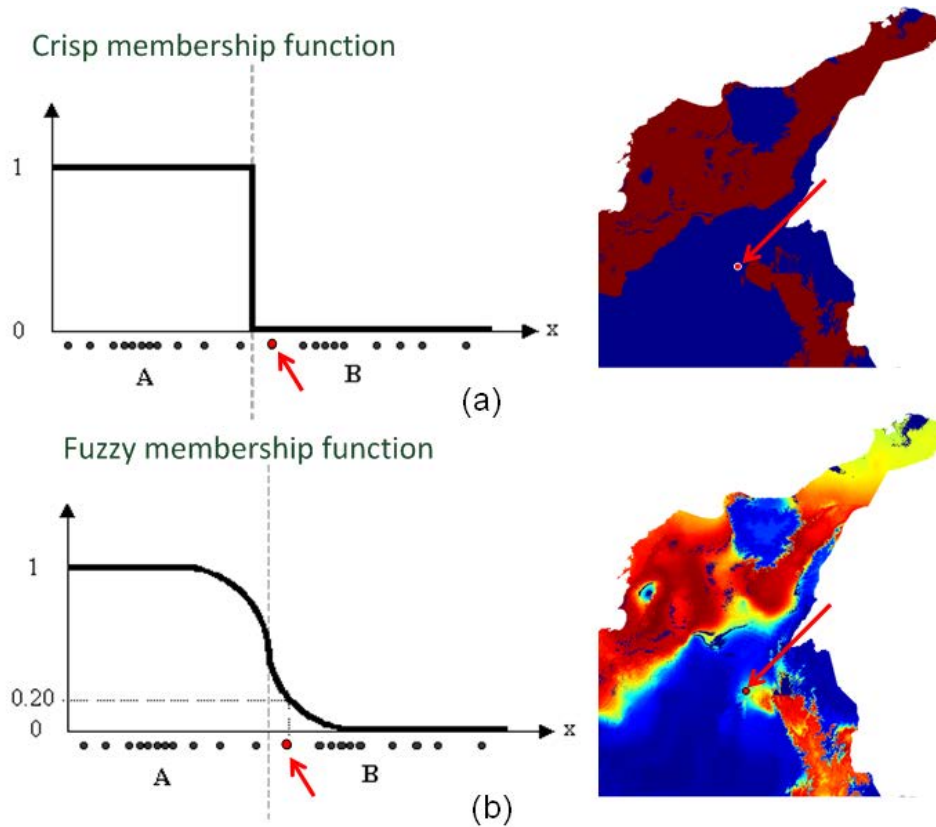 Crisp membership function
1
0
x
A
B
(a)
Fuzzy membership function
1
0.20
0
x
A
B
(b)